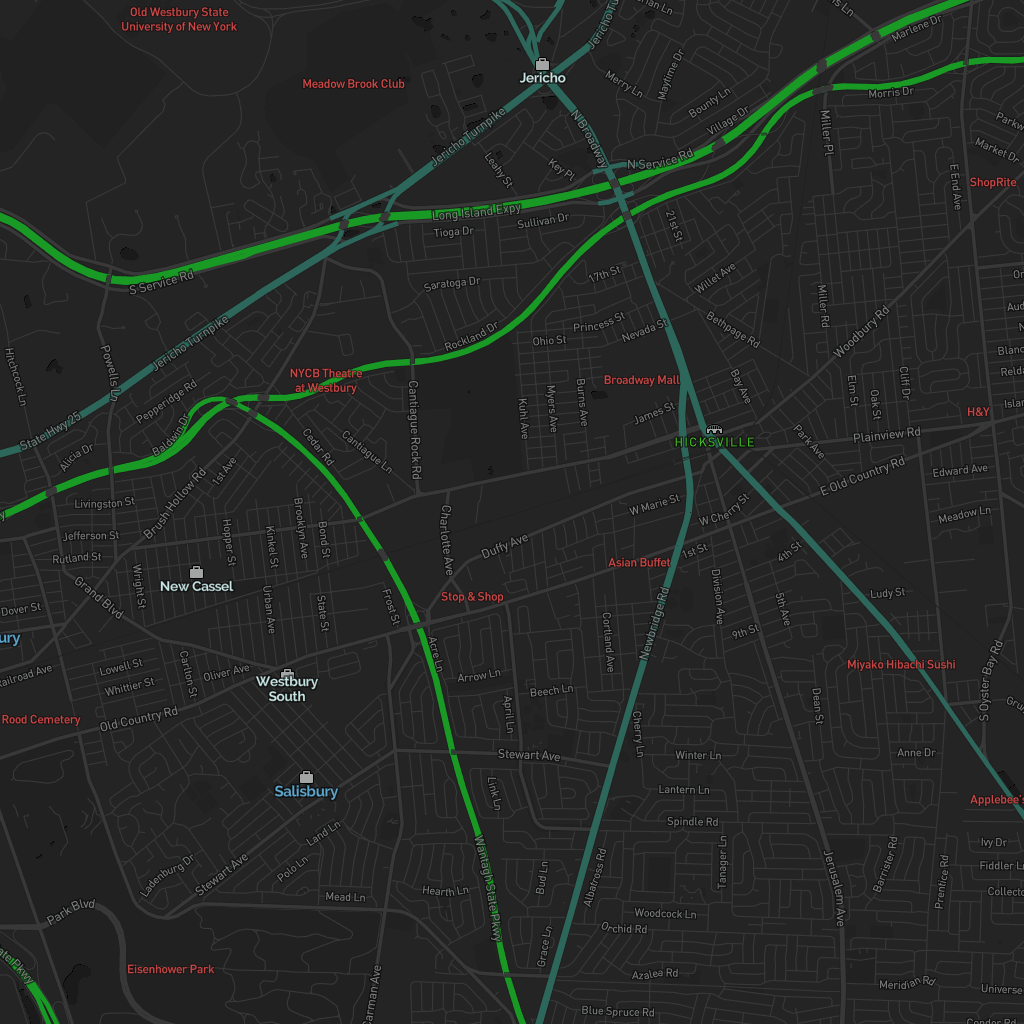 Old Westbury State
University of New York
Jericho Turnpike
Marlene Dr
Meadow Brook Club
Jericho
Merry Ln
Maytime Dr
Bounty Ln
Village Dr
Morris Dr
N Broadway
Miller Pl
Market Dr
Jericho Turnpike
Leahy St
Key Pl
N Service Rd
E End Ave
ShopRite
Long Island Expy
Sullivan Dr
Tioga Dr
21st St
S Service Rd
Saratoga Dr
17th St
Willet Ave
Miller Rd
Woodbury Rd
Rockland Dr
Princess St
Nevada St
Ohio St
Bethpage Rd
Jericho Turnpike
Hitchcock Ln
Powells Ln
NYCB Theatre
at Westbury
Pepperidge Rd
Broadway Mall
Bay Ave
Elm St
Oak St
Cliff Dr
Cantiague Rock Rd
Kuhl Ave
Myers Ave
Burns Ave
James St
H&Y
State Hwy 25
Baldwin Dr
Alicia Dr
Cedar Rd
Cantiague Ln
HICKSVILLE
Park Ave
Plainview Rd
1st Ave
Brush Hollow Rd
E Old Country Rd
Edward Ave
Livingston St
Hopper St
Kinkel St
Brooklyn Ave
Bond St
Charlotte Ave
Duffy Ave
W Marie St
W Cherry St
Meadow Ln
Jefferson St
Rutland St
1st St
4th St
Asian Buffet
New Cassel
Wright St
Grand Blvd
Urban Ave
State St
Frost St
Stop & Shop
Division Ave
5th Ave
Ludy St
Dover St
Newbridge Rd
Cortland Ave
9th St
Acre Ln
Lowell St
Whittier St
Carlton St
Oliver Ave
Westbury
South
Arrow Ln
Beech Ln
April Ln
Miyako Hibachi Sushi
S Oyster Bay Rd
Dean St
Rood Cemetery
Old Country Rd
Cherry Ln
Stewart Ave
Winter Ln
Anne Dr
Salisbury
Link Ln
Lantern Ln
Applebee's
Spindle Rd
Land Ln
Polo Ln
Stewart Ave
Ladenburg Dr
Wantagh State Pkwy
Tanager Ln
Jerusalem Ave
Barrister Rd
Prentice Rd
Ivy Dr
Fiddler Ln
Bud Ln
Albatross Rd
Hearth Ln
Mead Ln
Park Blvd
Woodcock Ln
Orchid Rd
Grace Ln
Eisenhower Park
Azalea Rd
Meridian Rd
Blue Spruce Rd